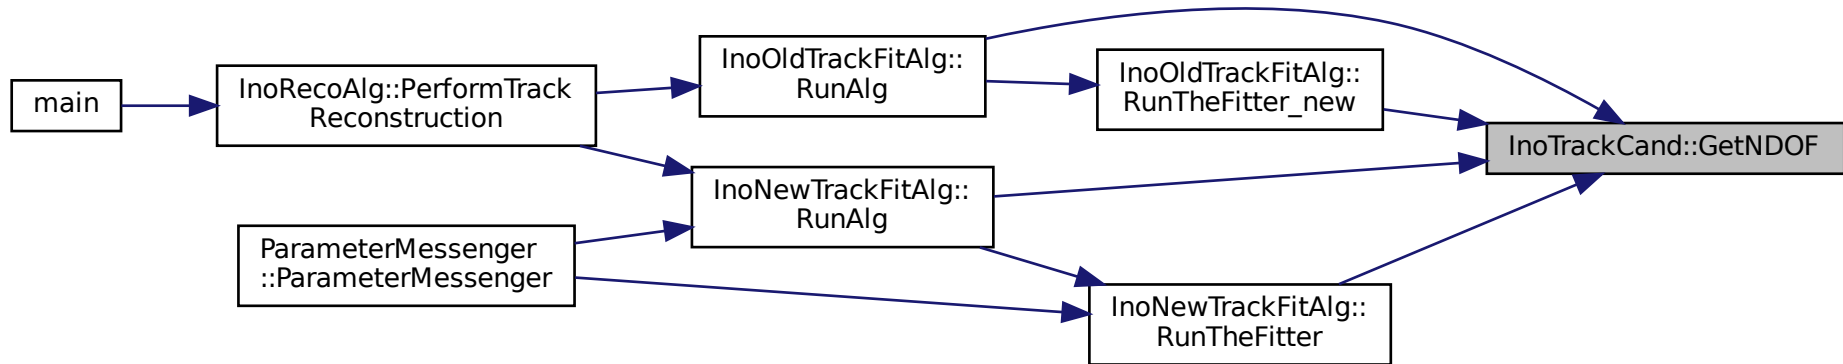 main
InoRecoAlg::PerformTrack
Reconstruction
InoOldTrackFitAlg::
RunAlg
InoOldTrackFitAlg::
RunTheFitter_new
InoTrackCand::GetNDOF
InoNewTrackFitAlg::
RunAlg
ParameterMessenger
::ParameterMessenger
InoNewTrackFitAlg::
RunTheFitter